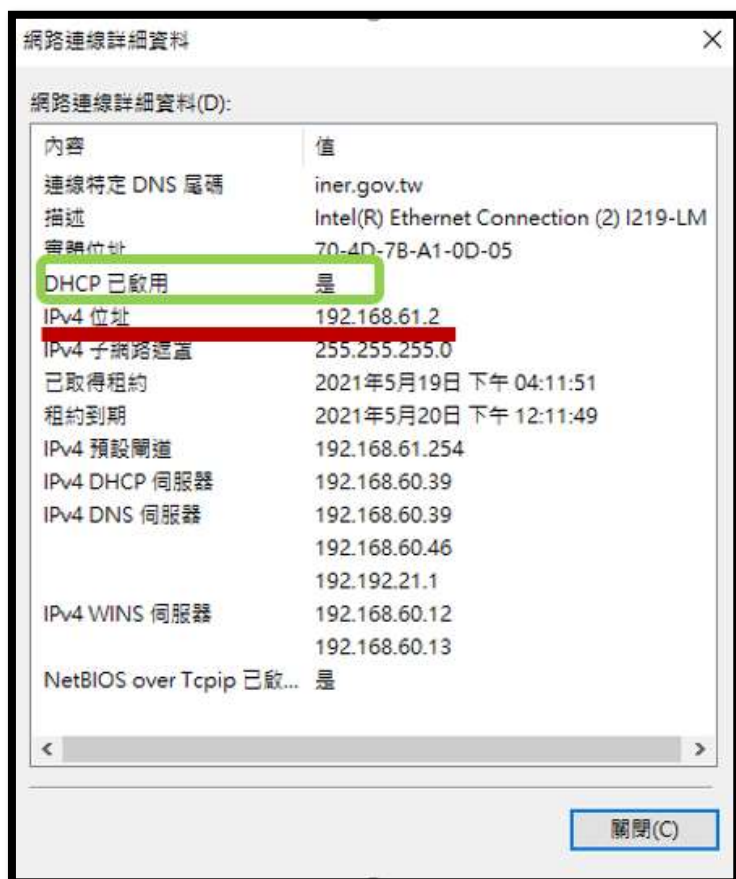 網路連線詳細資料
網路連線詳細資料(D):
內容 值
連線特定 DNS 尾碼 iner.gov.tw
描述 Intel(R) Ethernet Connection (2) I219-LM
實體位址 70-4D-7B-A1-0D-05
DHCP 已啟用 是
IPv4 位址 192.168.61.2
IPv4 子網路遮罩 255.255.255.0
已取得租約 2021年5月19日 下午 04:11:51
租約到期 2021年5月20日 下午 12:11:49
IPv4 預設閘道 192.168.61.254
IPv4 DHCP 伺服器 192.168.60.39
IPv4 DNS 伺服器 192.168.60.39
192.168.60.46
192.192.21.1
IPv4 WINS 伺服器 192.168.60.12
192.168.60.13
NetBIOS over Tcpip 已啟... 是
關閉(C)